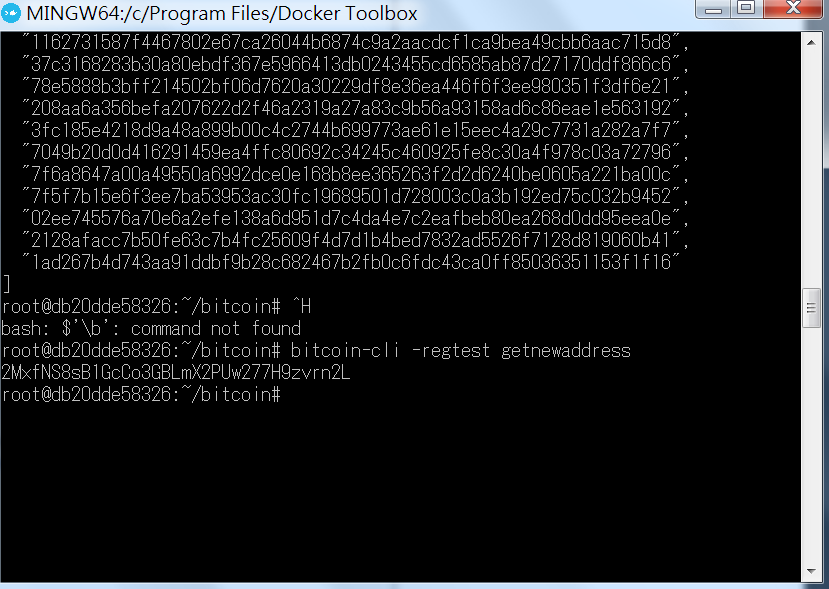 MINGW64:/c/Program Files/Docker Toolbox
"1162731587f4467802e67ca26044b6874c9a2aacdcf1ca9bea49cbb6aac715d8",
"37c3168283b30a80ebdf367e5966413db0243455cd6585ab87d27170ddf866c6",
"78e5888b3bff214502bf06d7620a30229df8e36ea446f6f3ee980351f3df6e21",
"208aa6a356befa207622d2f46a2319a27a83c9b56a93158ad6c86eae1e563192",
"3fc185e4218d9a48a899b00c4c2744b699773ae61e15eec4a29c7731a282a7f7",
"7049b20d0d416291459ea4ffc80692c34245c460925fe8c30a4f978c03a72796",
"7f6a8647a00a49550a6992dce0e168b8ee365263f2d2d6240be0605a221ba00c",
"7f5f7b15e6f3ee7ba53953ac30fc19689501d728003c0a3b192ed75c032b9452",
"02ee745576a70e6a2efe138a6d951d7c4da4e7c2eafbeb80ea268d0dd95eea0e",
"2128afacc7b50fe63c7b4fc25609f4d7d1b4bed7832ad5526f7128d819060b41",
"1ad267b4d743aa91ddbf9b28c682467b2fb0c6fdc43ca0ff85036351153f1f16"
]
root@db20dde58326:~/bitcoin# ^H
bash: $'\b': command not found
root@db20dde58326:~/bitcoin# bitcoin-cli -regtest getnewaddress
2MxfNS8sB1GcCo3GBLmX2PUw277H9zvrn2L
root@db20dde58326:~/bitcoin#